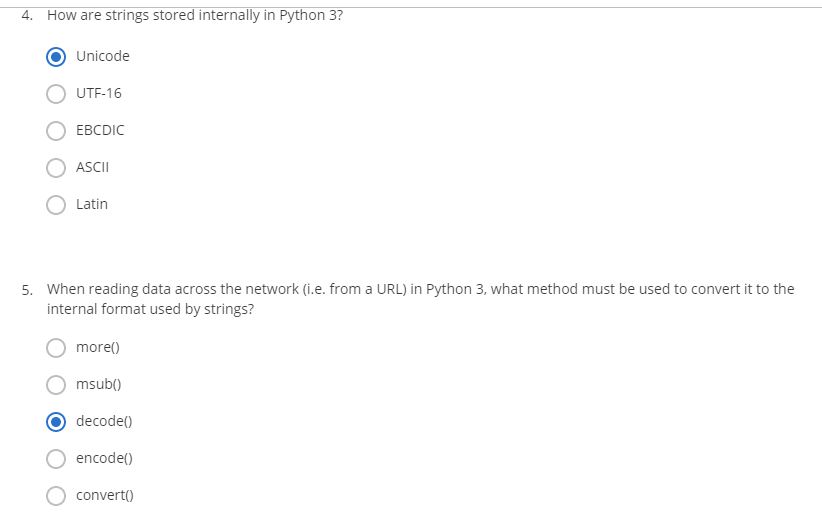 4. How are strings stored internally in Python 3?
Unicode
UTF-16
EBCDIC
ASCII
Latin
5. When reading data across the network (i.e. from a URL) in Python 3, what method must be used to convert it to the
internal format used by strings?
more()
msub()
decode()
encode()
convert()